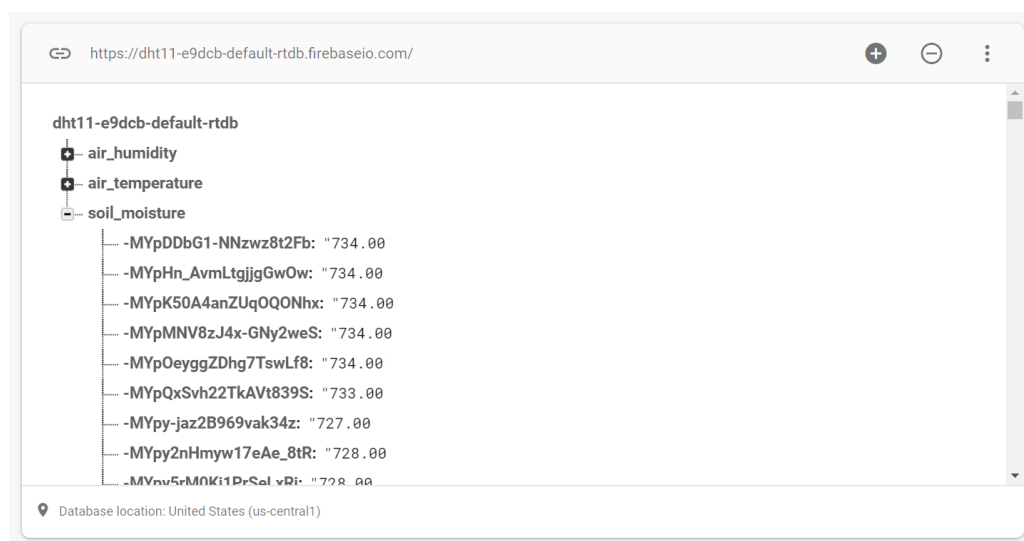 https://dht11-e9dcb-default-rtdb.firebaseio.com/
dht11-e9dcb-default-rtdb
air_humidity
air_temperature
soil_moisture
-MYpDDbG1-NNzwz8t2Fb: "734.00
-MYpHn_AvmLtgjjgGwOw: "734.00
-MYpK50A4anZUqOQONhx: "734.00
-MYpMNV8zJ4x-GNy2weS: "734.00
-MYpOeyggZDhg7TswLf8: "734.00
-MYpQxSvh22TkAVt839S: "733.00
-MYpy-jaz2B969vak34z: "727.00
-MYpy2nHmyw17eAe_8tR: "728.00
"728.00
Database location: United States (us-central1)